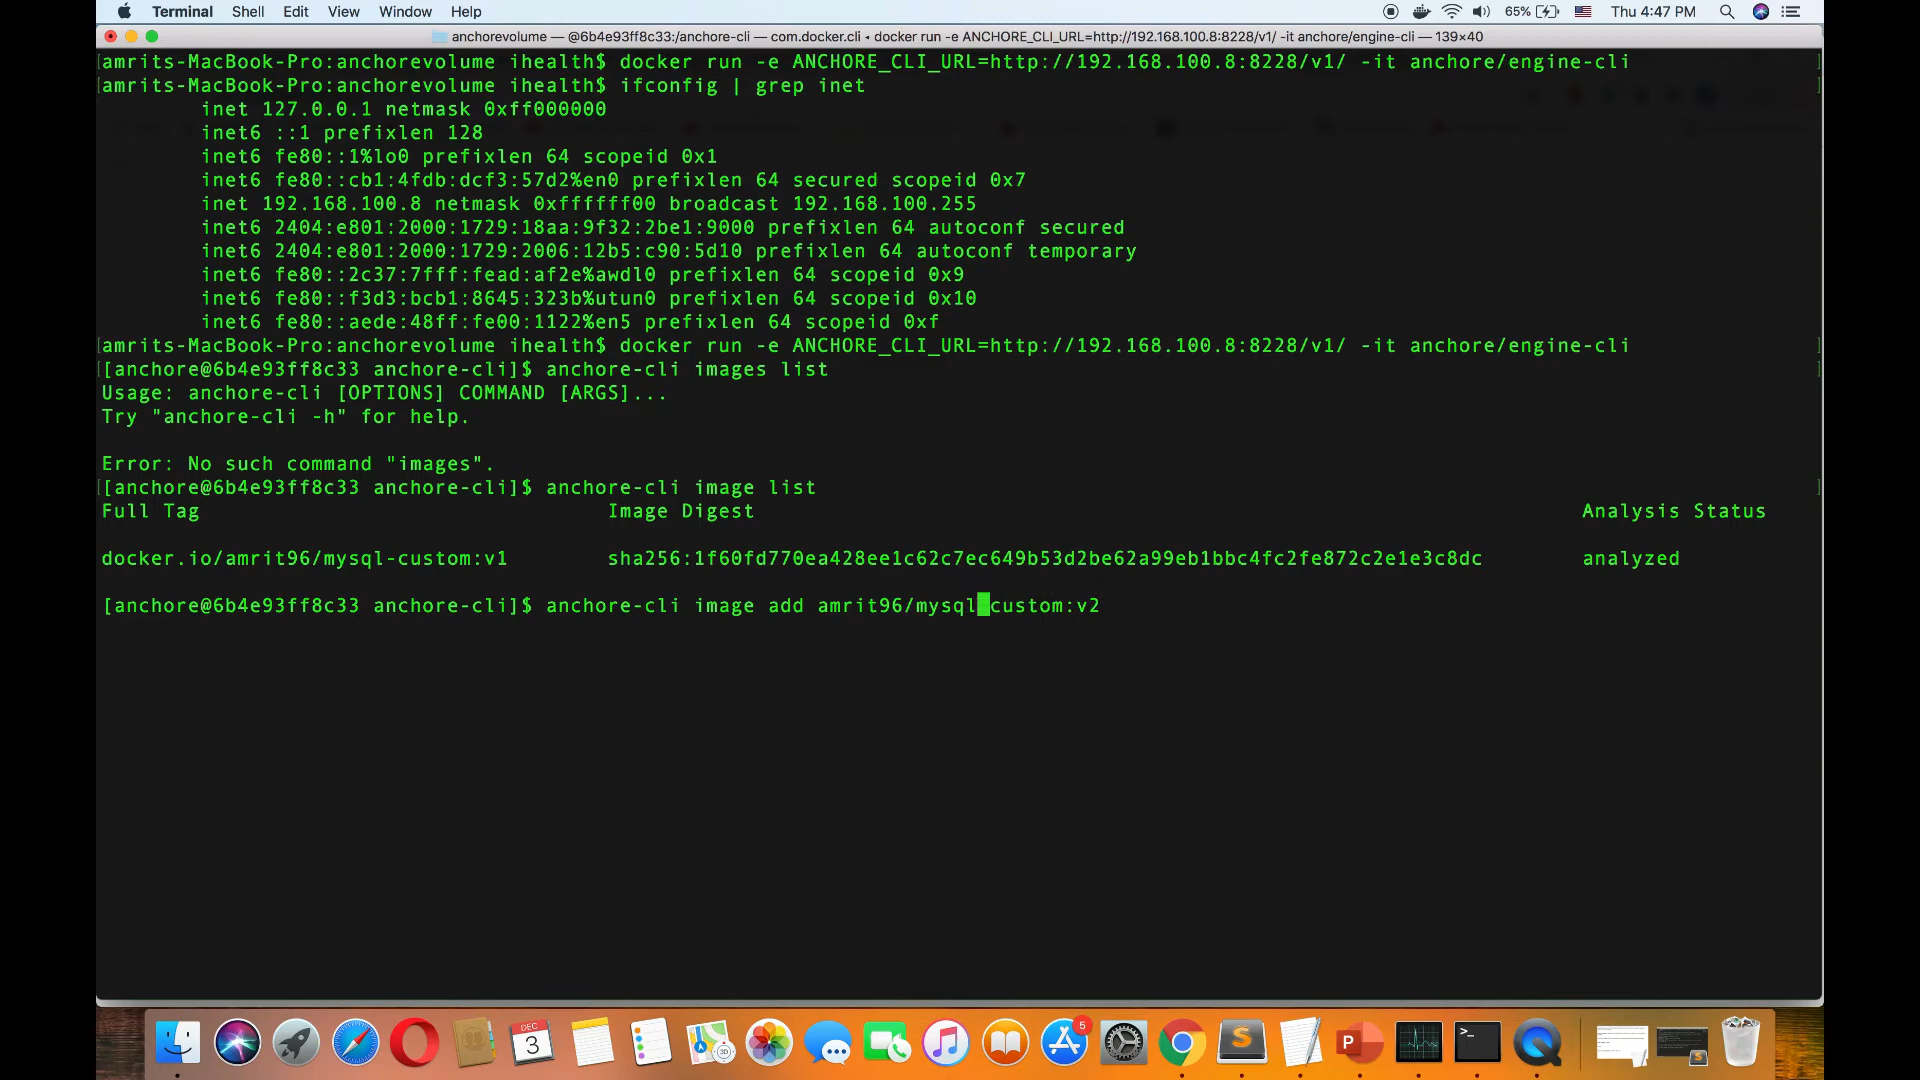 Terminal Shell Edit View Window Help 65% Thu 4:47 PM
anchorevolume — @6b4e93ff8c33:/anchore-cli — com.docker.cli ◂ docker run -e ANCHORE_CLI_URL=http://192.168.100.8:8228/v1/ -it anchore/engine-cli — 139×40
[amrits-MacBook-Pro:anchorevolume ihealth$ docker run -e ANCHORE_CLI_URL=http://192.168.100.8:8228/v1/ -it anchore/engine-cli ]
[amrits-MacBook-Pro:anchorevolume ihealth$ ifconfig | grep inet ]
inet 127.0.0.1 netmask 0xff000000
inet6 ::1 prefixlen 128
inet6 fe80::1%lo0 prefixlen 64 scopeid 0x1
inet6 fe80::cb1:4fdb:dcf3:57d2%en0 prefixlen 64 secured scopeid 0x7
inet 192.168.100.8 netmask 0xffffff00 broadcast 192.168.100.255
inet6 2404:e801:2000:1729:18aa:9f32:2be1:9000 prefixlen 64 autoconf secured
inet6 2404:e801:2000:1729:2006:12b5:c90:5d10 prefixlen 64 autoconf temporary
inet6 fe80::2c37:7fff:fead:af2e%awdl0 prefixlen 64 scopeid 0x9
inet6 fe80::f3d3:bcb1:8645:323b%utun0 prefixlen 64 scopeid 0x10
inet6 fe80::aede:48ff:fe00:1122%en5 prefixlen 64 scopeid 0xf
[amrits-MacBook-Pro:anchorevolume ihealth$ docker run -e ANCHORE_CLI_URL=http://192.168.100.8:8228/v1/ -it anchore/engine-cli ]
[[anchore@6b4e93ff8c33 anchore-cli]$ anchore-cli images list ]
Usage: anchore-cli [OPTIONS] COMMAND [ARGS]...
Try "anchore-cli -h" for help.
Error: No such command "images".
[[anchore@6b4e93ff8c33 anchore-cli]$ anchore-cli image list ]
Full Tag Image Digest Analysis Status
docker.io/amrit96/mysql-custom:v1 sha256:1f60fd770ea428ee1c62c7ec649b53d2be62a99eb1bbc4fc2fe872c2e1e3c8dc analyzed
[anchore@6b4e93ff8c33 anchore-cli]$ anchore-cli image add amrit96/mysql-custom:v2
DEC
3
3D
5
S
P
>_
S